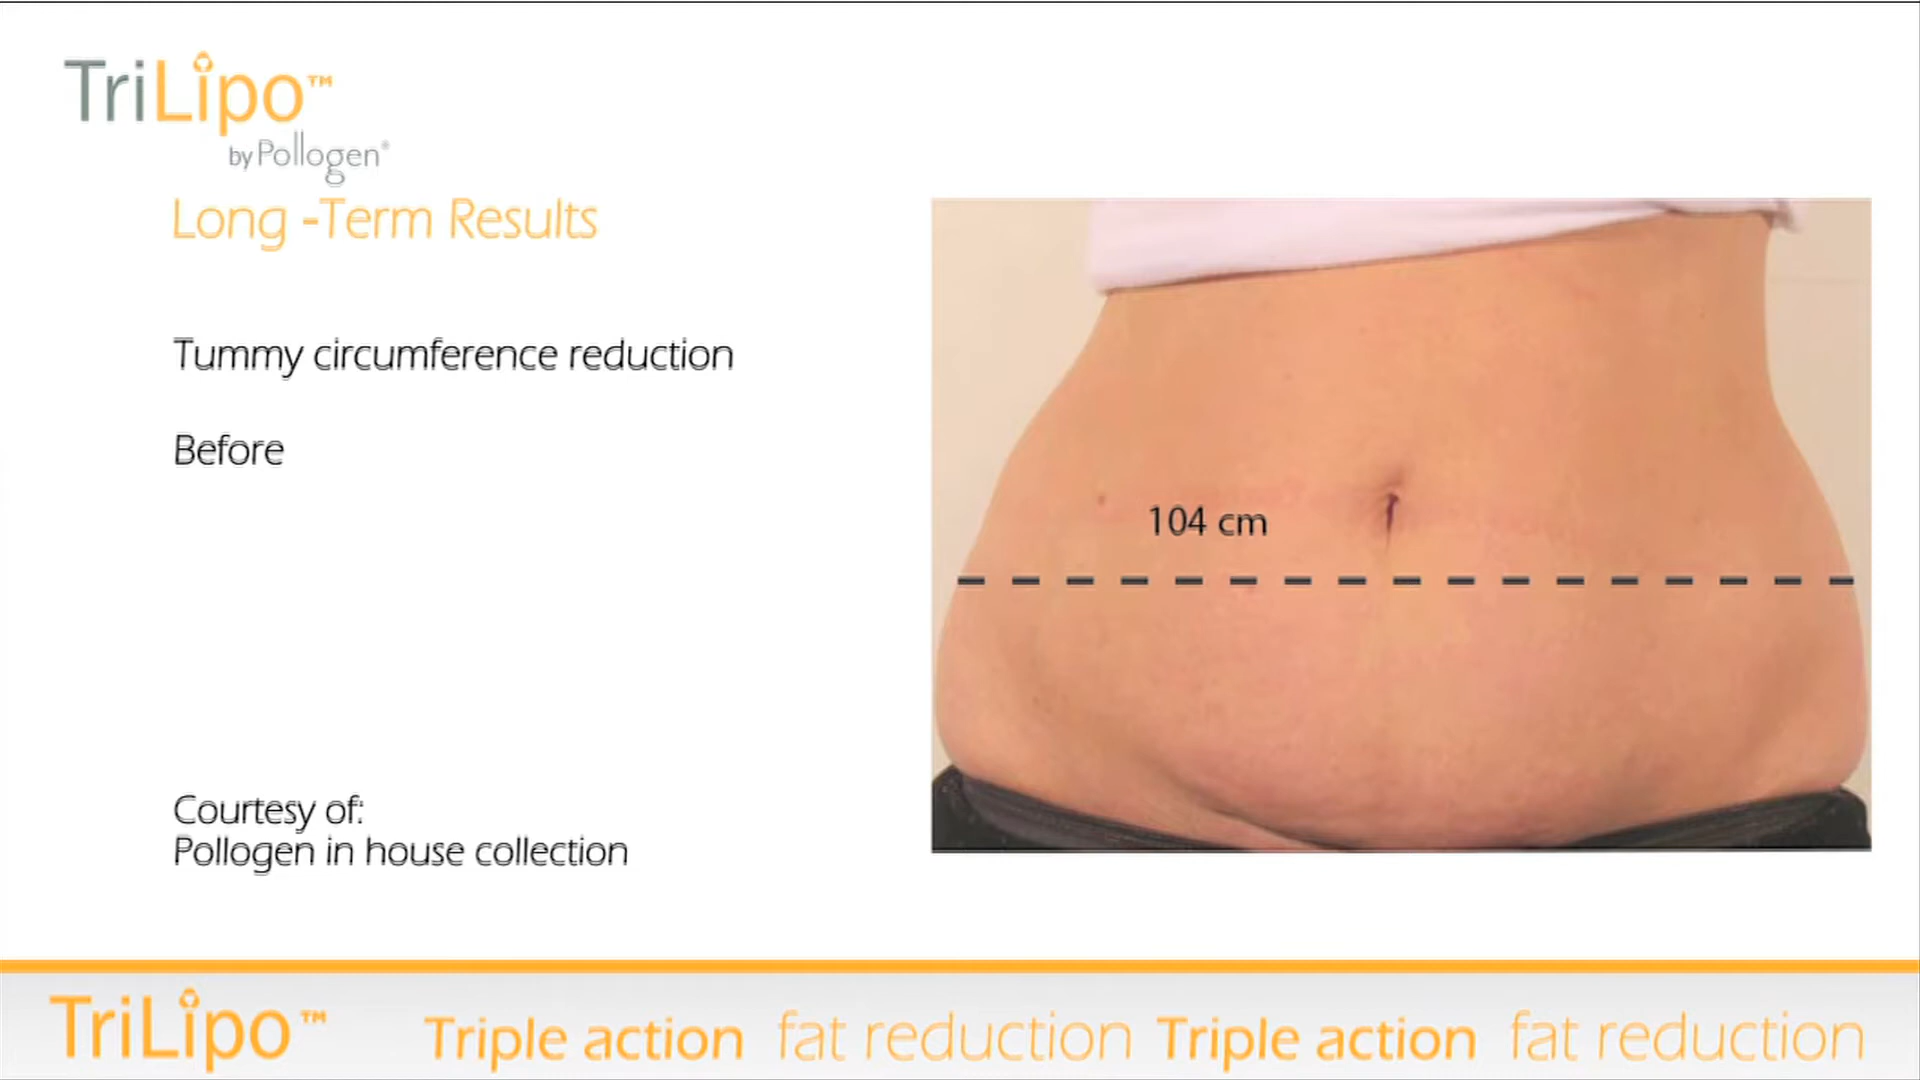 TriLipo™
by Pollogen®
Long -Term Results
Tummy circumference reduction
Before
104 cm
Courtesy of:
Pollogen in house collection
TriLipo™ Triple action fat reduction Triple action fat reduction